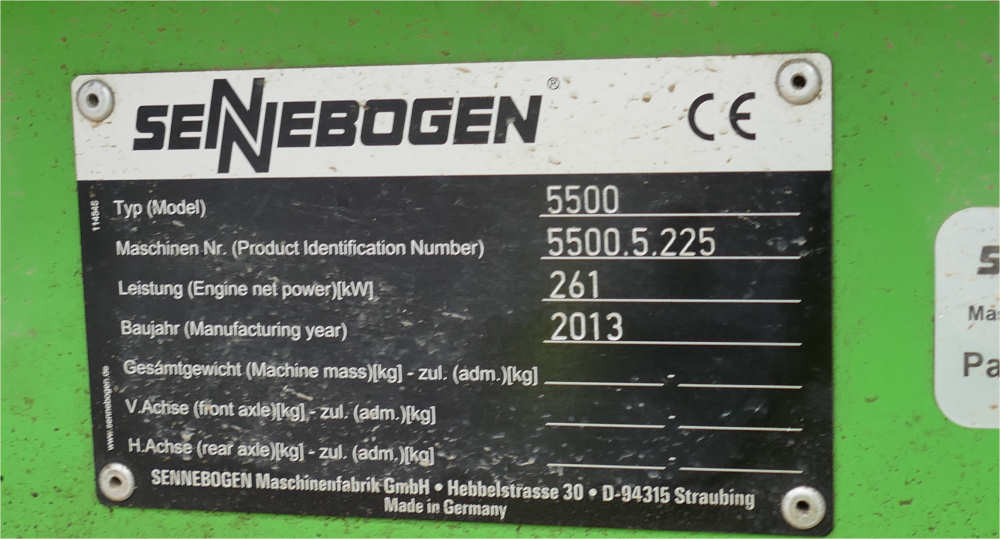 SENNEBOGEN ® CE
114545
Typ (Model) 5500
Maschinen Nr. (Product Identification Number) 5500.5.225
Leistung (Engine net power)[kW] 261
Baujahr (Manufacturing year) 2013
Gesamtgewicht (Machine mass)[kg] - zul. (adm.)[kg] -
V.Achse (front axle)[kg] - zul. (adm.)[kg] -
H.Achse (rear axle)[kg] - zul. (adm.)[kg] -
www.sennebogen.de
SENNEBOGEN Maschinenfabrik GmbH • Hebbelstrasse 30 • D-94315 Straubing
Made in Germany
S
Mas
Pa